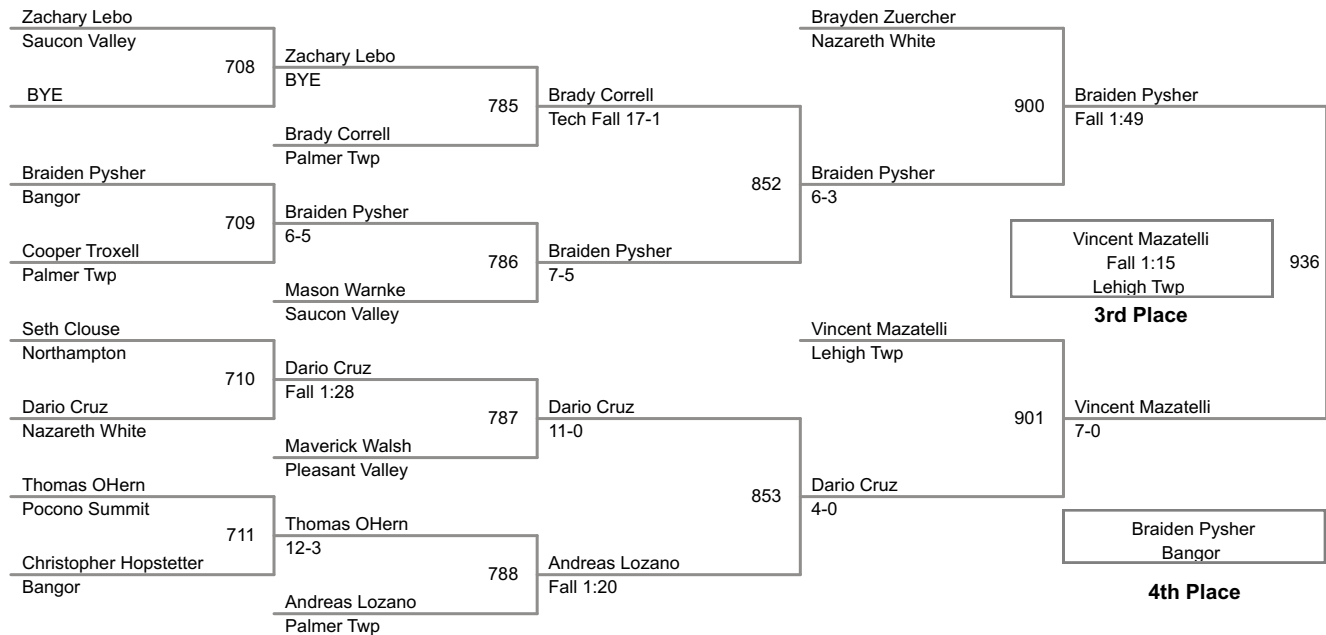 Zachary Lebo
Saucon Valley
708
BYE
Braiden Pysher
Bangor
709
Cooper Troxell
Palmer Twp
Seth Clouse
Northampton
710
Dario Cruz
Nazareth White
Thomas OHern
Pocono Summit
711
Christopher Hopstetter
Bangor
Zachary Lebo
BYE
785
Brady Correll
Palmer Twp
Braiden Pysher
6-5
786
Mason Warnke
Saucon Valley
Dario Cruz
Fall 1:28
787
Maverick Walsh
Pleasant Valley
Thomas OHern
12-3
788
Andreas Lozano
Palmer Twp
Brady Correll
Tech Fall 17-1
852
Braiden Pysher
7-5
Dario Cruz
11-0
853
Andreas Lozano
Fall 1:20
Brayden Zuercher
Nazareth White
900
Braiden Pysher
6-3
Vincent Mazatelli
Lehigh Twp
901
Dario Cruz
4-0
Braiden Pysher
Fall 1:49
Vincent Mazatelli
Fall 1:15
Lehigh Twp
936
3rd Place
Vincent Mazatelli
7-0
Braiden Pysher
Bangor
4th Place